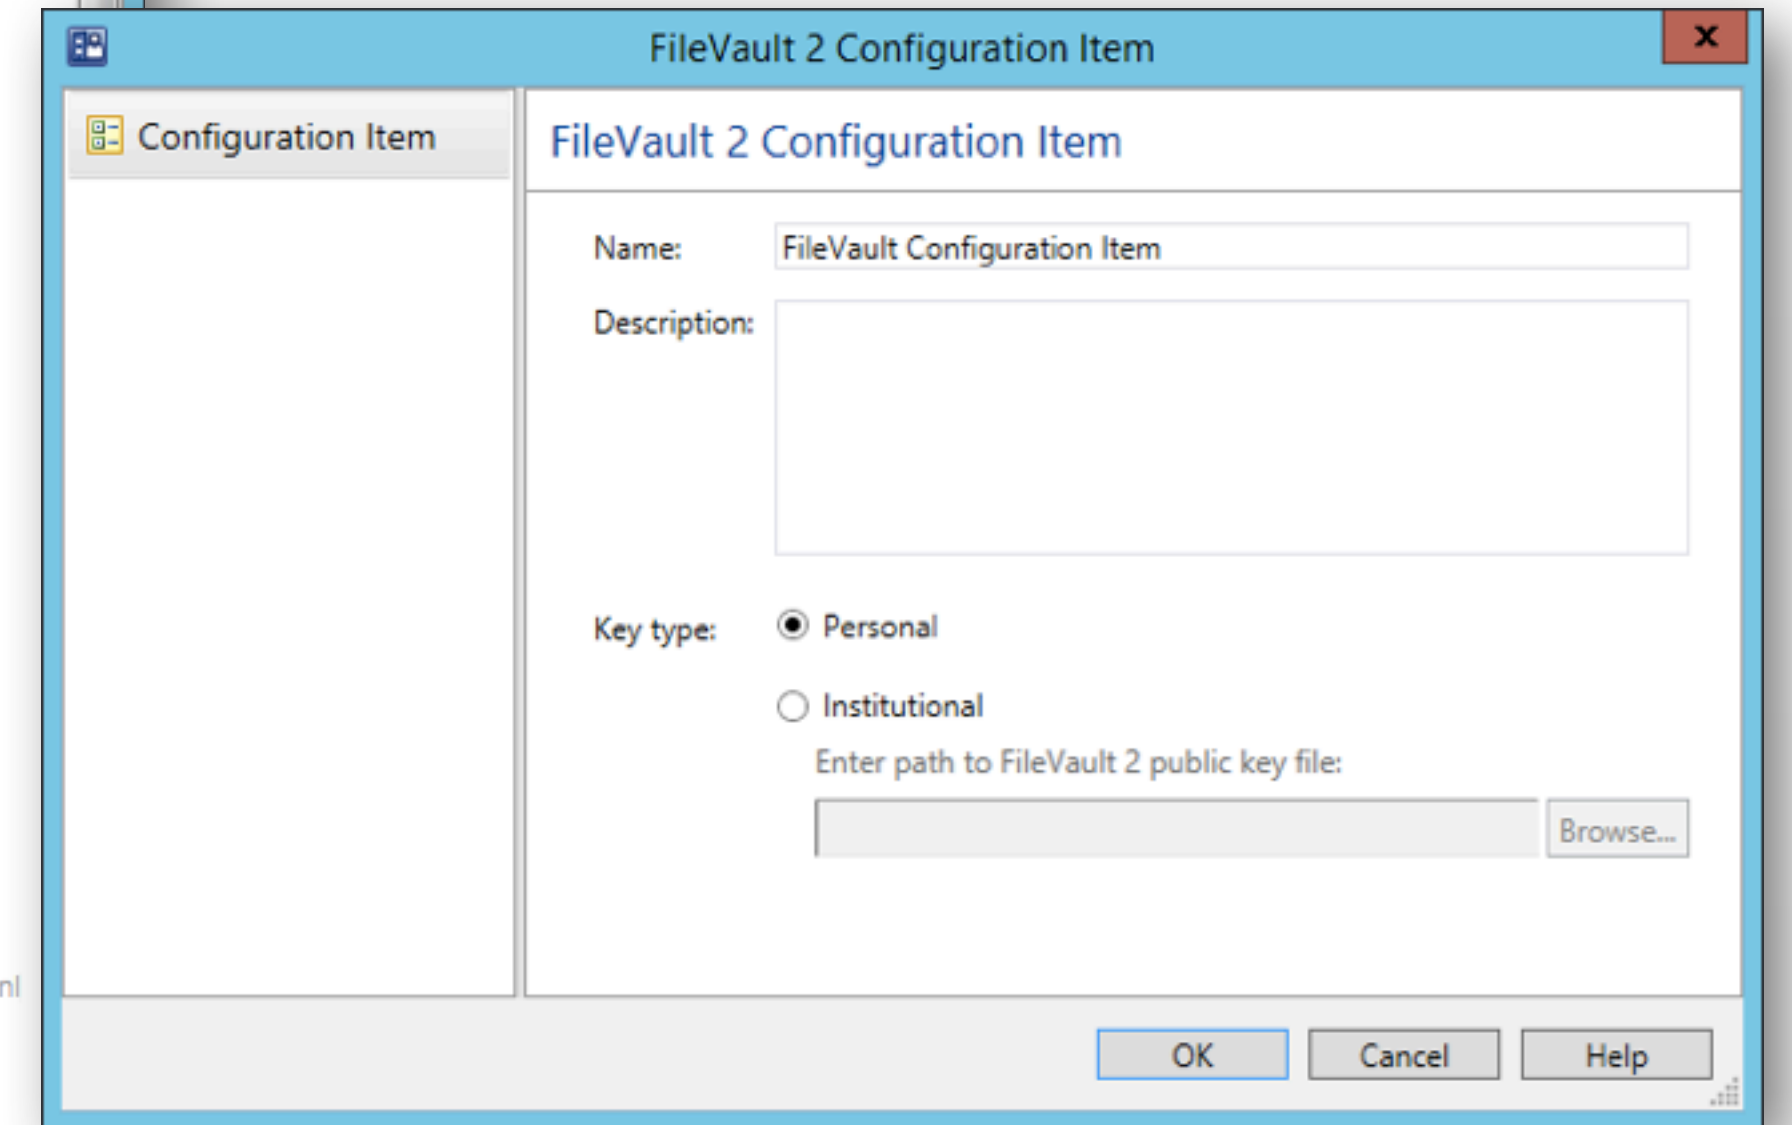 FileVault 2 Configuration Item
x
Configuration Item
FileVault 2 Configuration Item
Name: FileVault Configuration Item
Description:
Key type: Personal
Institutional
Enter path to FileVault 2 public key file:
Browse...
nl
OK Cancel Help